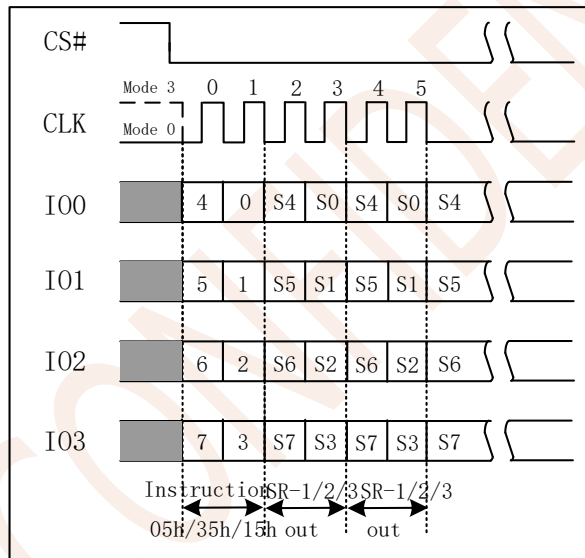 CS#
Mode 3 0 1 2 3 4 5
CLK
Mode 0
IO0 4 0 S4 S0 S4 S0 S4
IO1 5 1 S5 S1 S5 S1 S5
IO2 6 2 S6 S2 S6 S2 S6
IO3 7 3 S7 S3 S7 S3 S7
Instruction SR-1/2/3 SR-1/2/3
05h/35h/15h out out